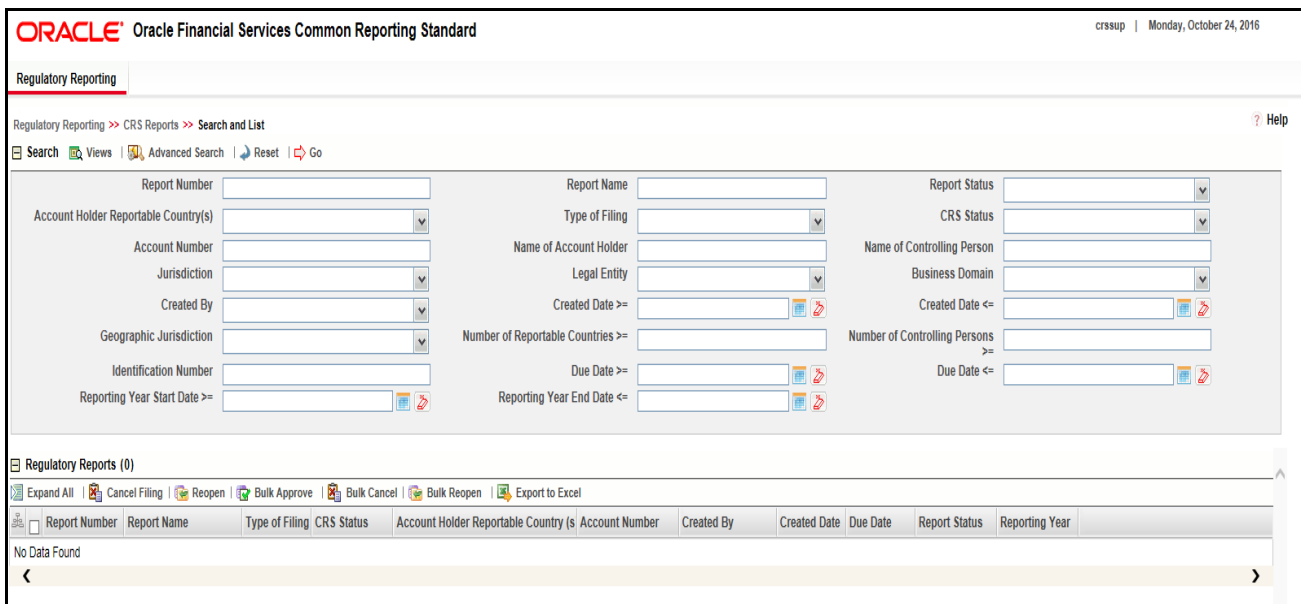 ORACLE® Oracle Financial Services Common Reporting Standard
crssup | Monday, October 24, 2016
Regulatory Reporting
Regulatory Reporting >> CRS Reports >> Search and List
? Help
Search Views | Advanced Search | Reset | Go
Report Number Report Name Report Status
Account Holder Reportable Country(s) Type of Filing CRS Status
Account Number Name of Account Holder Name of Controlling Person
Jurisdiction Legal Entity Business Domain
Created By Created Date >= Created Date <=
Geographic Jurisdiction Number of Reportable Countries >= Number of Controlling Persons
>=
Identification Number Due Date >= Due Date <=
Reporting Year Start Date >= Reporting Year End Date <=
Regulatory Reports (0)
Expand All | Cancel Filing | Reopen | Bulk Approve | Bulk Cancel | Bulk Reopen | Export to Excel
Report Number Report Name Type of Filing CRS Status Account Holder Reportable Country (s Account Number Created By Created Date Due Date Report Status Reporting Year
No Data Found